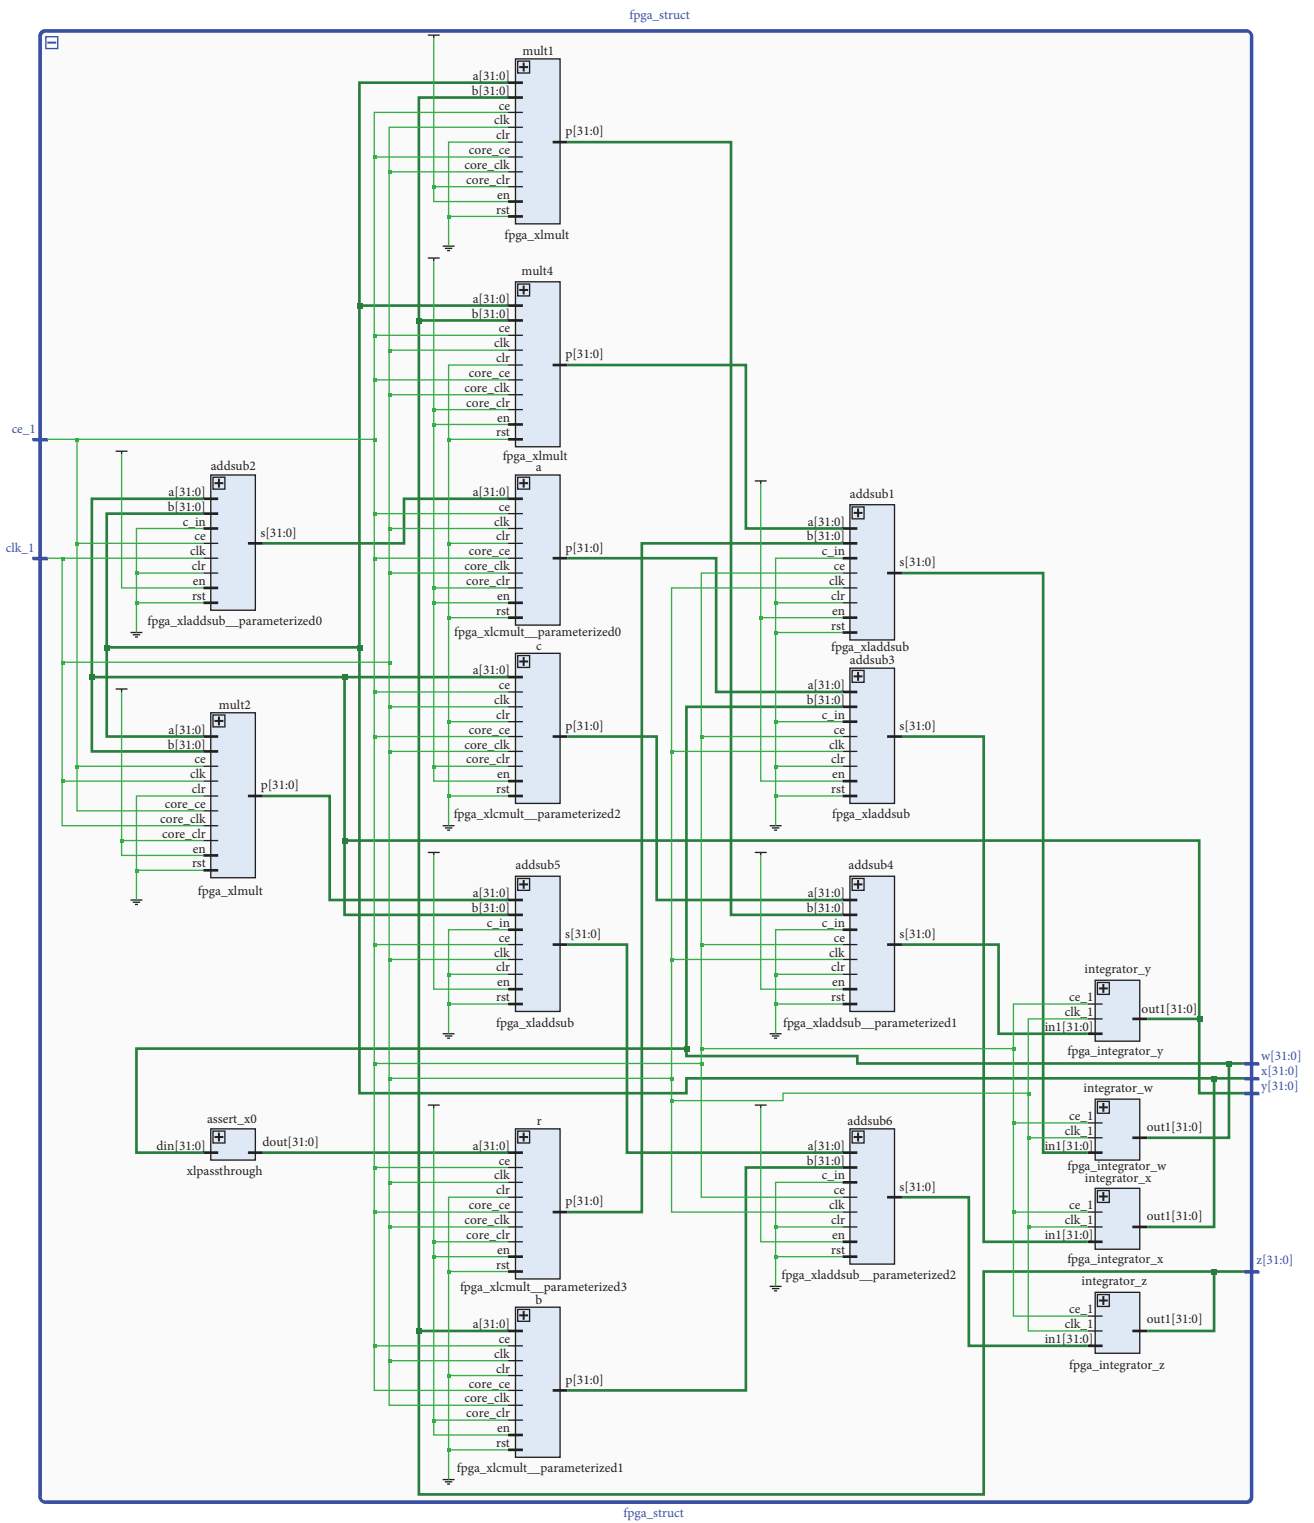 fpga_struct
mult1
a[31:0]
b[31:0]
ce
clk
clr
core_ce
core_clk
core_clr
en
rst
p[31:0]
fpga_xlmult
mult4
a[31:0]
b[31:0]
ce
clk
clr
core_ce
core_clk
core_clr
en
rst
p[31:0]
fpga_xlmult
ce_1
clk_1
addsub2
a[31:0]
b[31:0]
c_in
ce
clk
clr
en
rst
s[31:0]
fpga_xladdsub__parameterized0
a
a[31:0]
ce
clk
clr
core_ce
core_clk
core_clr
en
rst
p[31:0]
fpga_xlcmult__parameterized0
addsub1
a[31:0]
b[31:0]
c_in
ce
clk
clr
en
rst
s[31:0]
fpga_xladdsub
c
a[31:0]
ce
clk
clr
core_ce
core_clk
core_clr
en
rst
p[31:0]
fpga_xlcmult__parameterized2
addsub3
a[31:0]
b[31:0]
c_in
ce
clk
clr
en
rst
s[31:0]
fpga_xladdsub
mult2
a[31:0]
b[31:0]
ce
clk
clr
core_ce
core_clk
core_clr
en
rst
p[31:0]
fpga_xlmult
addsub5
a[31:0]
b[31:0]
c_in
ce
clk
clr
en
rst
s[31:0]
fpga_xladdsub
addsub4
a[31:0]
b[31:0]
c_in
ce
clk
clr
en
rst
s[31:0]
fpga_xladdsub__parameterized1
integrator_y
ce_1
clk_1
in1[31:0]
out1[31:0]
fpga_integrator_y
w[31:0]
x[31:0]
y[31:0]
integrator_w
ce_1
clk_1
in1[31:0]
out1[31:0]
fpga_integrator_w
assert_x0
din[31:0]
dout[31:0]
xlpassthrough
r
a[31:0]
ce
clk
clr
core_ce
core_clk
core_clr
en
rst
p[31:0]
fpga_xlcmult__parameterized3
addsub6
a[31:0]
b[31:0]
c_in
ce
clk
clr
en
rst
s[31:0]
fpga_xladdsub__parameterized2
integrator_x
ce_1
clk_1
in1[31:0]
out1[31:0]
fpga_integrator_x
z[31:0]
integrator_z
ce_1
clk_1
in1[31:0]
out1[31:0]
fpga_integrator_z
b
a[31:0]
ce
clk
clr
core_ce
core_clk
core_clr
en
rst
p[31:0]
fpga_xlcmult__parameterized1
fpga_struct